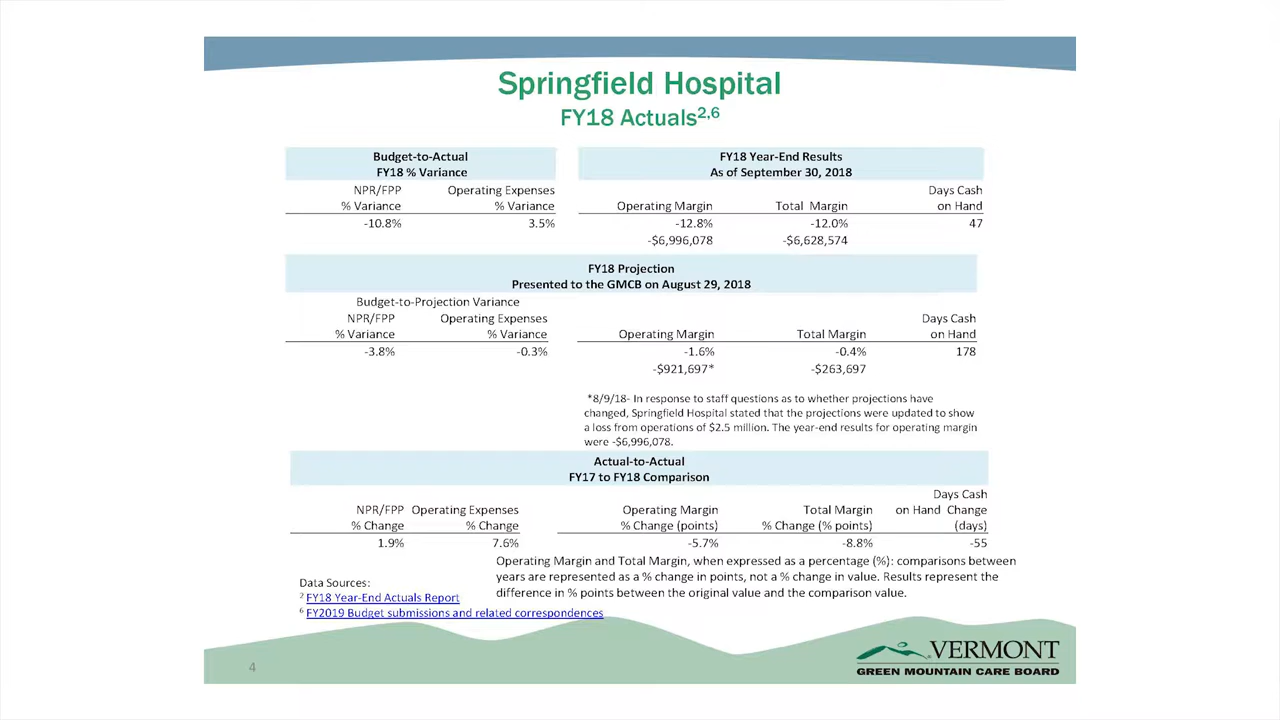 Springfield Hospital
FY18 Actuals2,6
Budget-to-Actual
FY18 % Variance
NPR/FPP Operating Expenses
% Variance % Variance
-10.8% 3.5%
FY18 Year-End Results
As of September 30, 2018
Days Cash
Operating Margin Total Margin on Hand
-12.8% -12.0% 47
-$6,996,078 -$6,628,574
FY18 Projection
Presented to the GMCB on August 29, 2018
Budget-to-Projection Variance
NPR/FPP Operating Expenses Days Cash
% Variance % Variance Operating Margin Total Margin on Hand
-3.8% -0.3% -1.6% -0.4% 178
-$921,697* -$263,697
*8/9/18- In response to staff questions as to whether projections have
changed, Springfield Hospital stated that the projections were updated to show
a loss from operations of $2.5 million. The year-end results for operating margin
were -$6,996,078.
Actual-to-Actual
FY17 to FY18 Comparison
Days Cash
NPR/FPP Operating Expenses Operating Margin Total Margin on Hand Change
% Change % Change % Change (points) % Change (% points) (days)
1.9% 7.6% -5.7% -8.8% -55
Operating Margin and Total Margin, when expressed as a percentage (%): comparisons between
years are represented as a % change in points, not a % change in value. Results represent the
difference in % points between the original value and the comparison value.
Data Sources:
2 FY18 Year-End Actuals Report
6 FY2019 Budget submissions and related correspondences
4
VERMONT
GREEN MOUNTAIN CARE BOARD